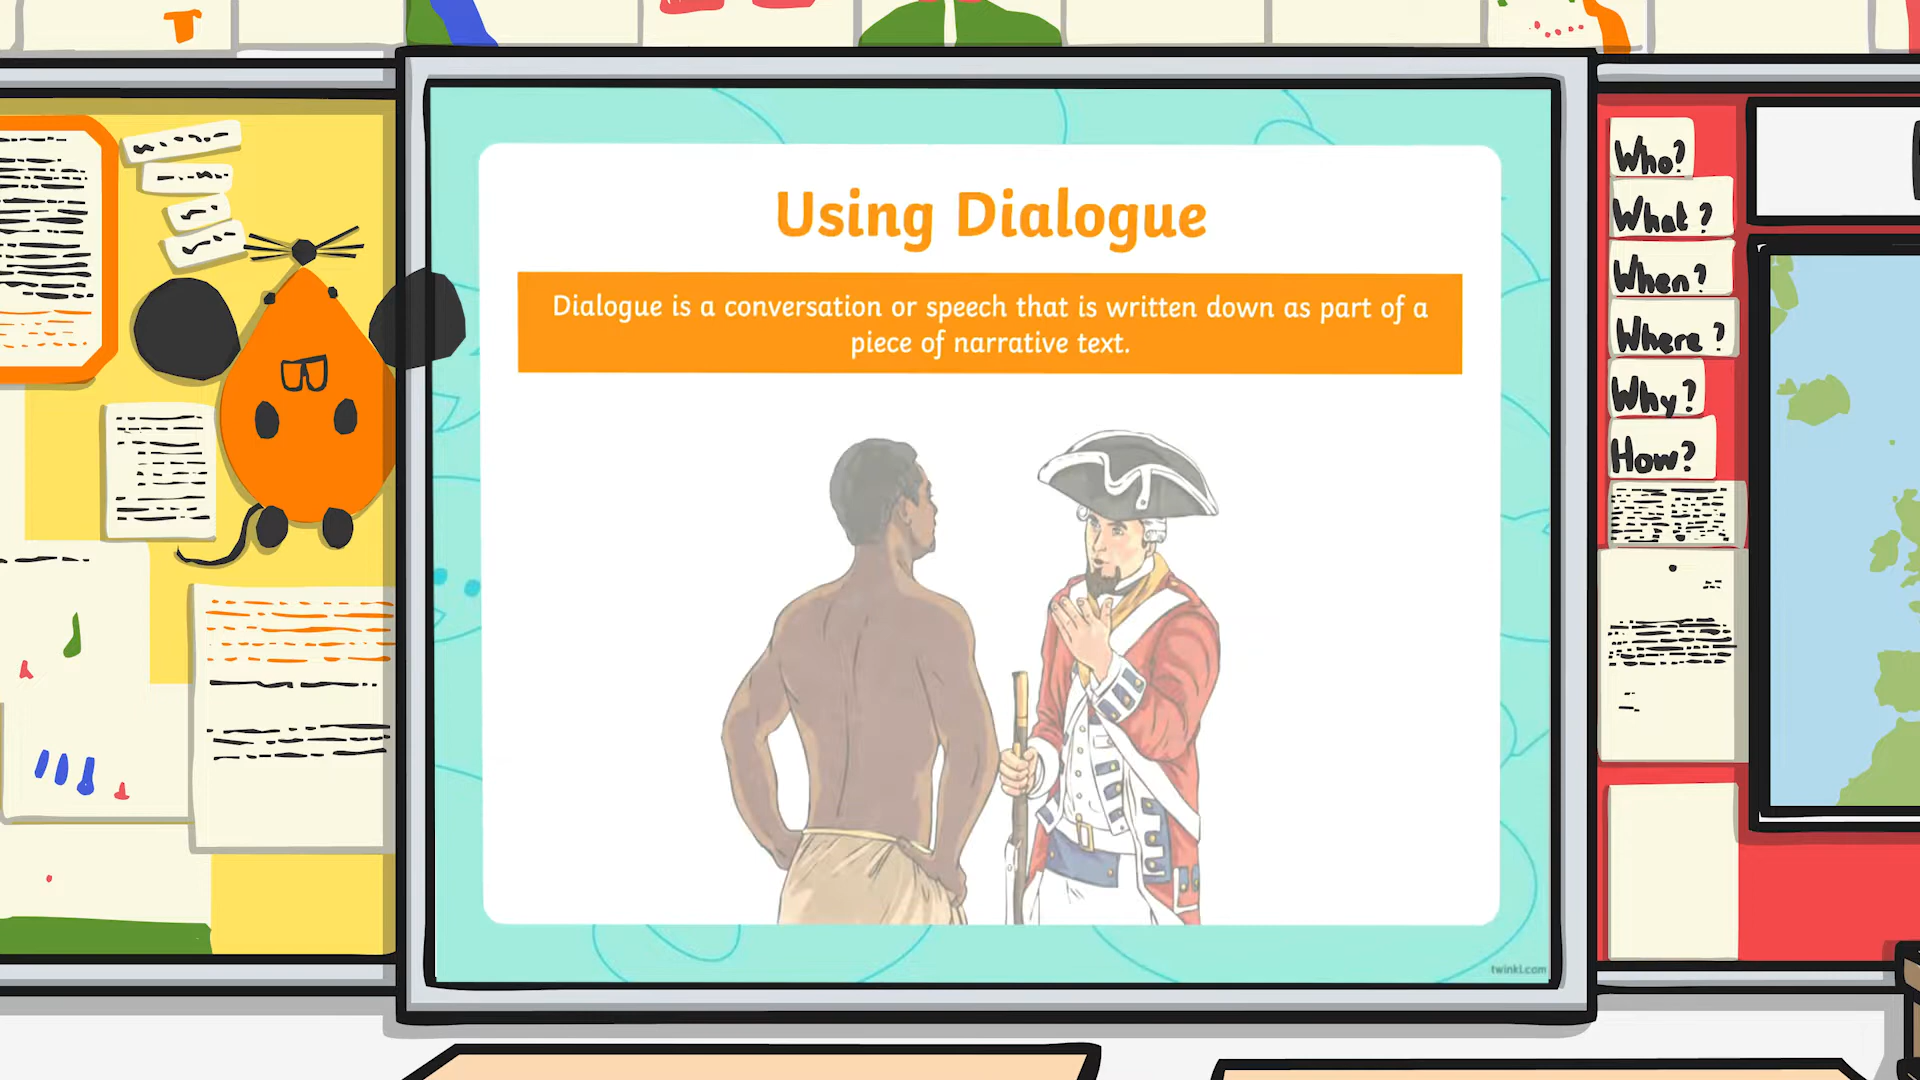 Using Dialogue
Dialogue is a conversation or speech that is written down as part of a
piece of narrative text.
twinkl.com
Who?
What?
When?
Where?
Why?
How?